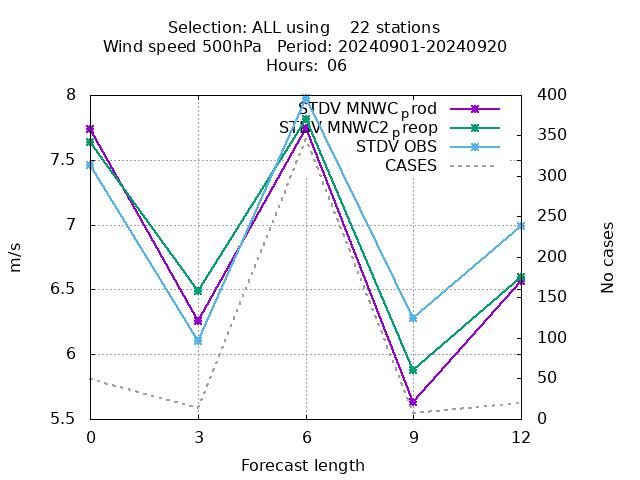 Selection: ALL using 22 stations
Wind speed 500hPa Period: 20240901-20240920
Hours: 06
STDV MNWCprod
STDV MNWC2preop
STDV OBS
CASES
8
7.5
7
6.5
6
5.5
400
350
300
250
200
150
100
50
0
m/s
No cases
0 3 6 9 12
Forecast length